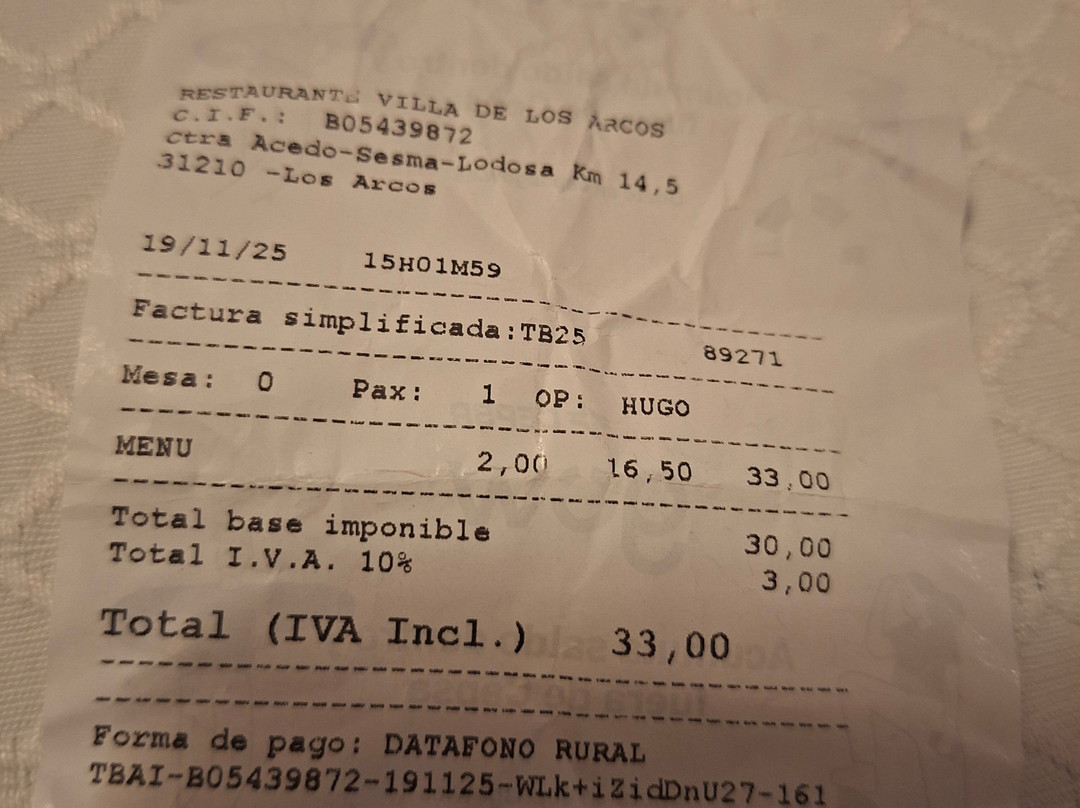 RESTAURANTE VILLA DE LOS ARCOS
C.I.F.: B05439872
ctra Acedo-Sesma-Lodosa Km 14,5
31210 -Los Arcos
19/11/25 15H01M59
Factura simplificada:TB25 89271
Mesa: 0 Pax: 1 OP: HUGO
MENU 2,00 16,50 33,00
Total base imponible 30,00
Total I.V.A. 10% 3,00
Total (IVA Incl.) 33,00
Forma de pago: DATAFONO RURAL
TBAI-B05439872-191125-WLk+iZidDnU27-161